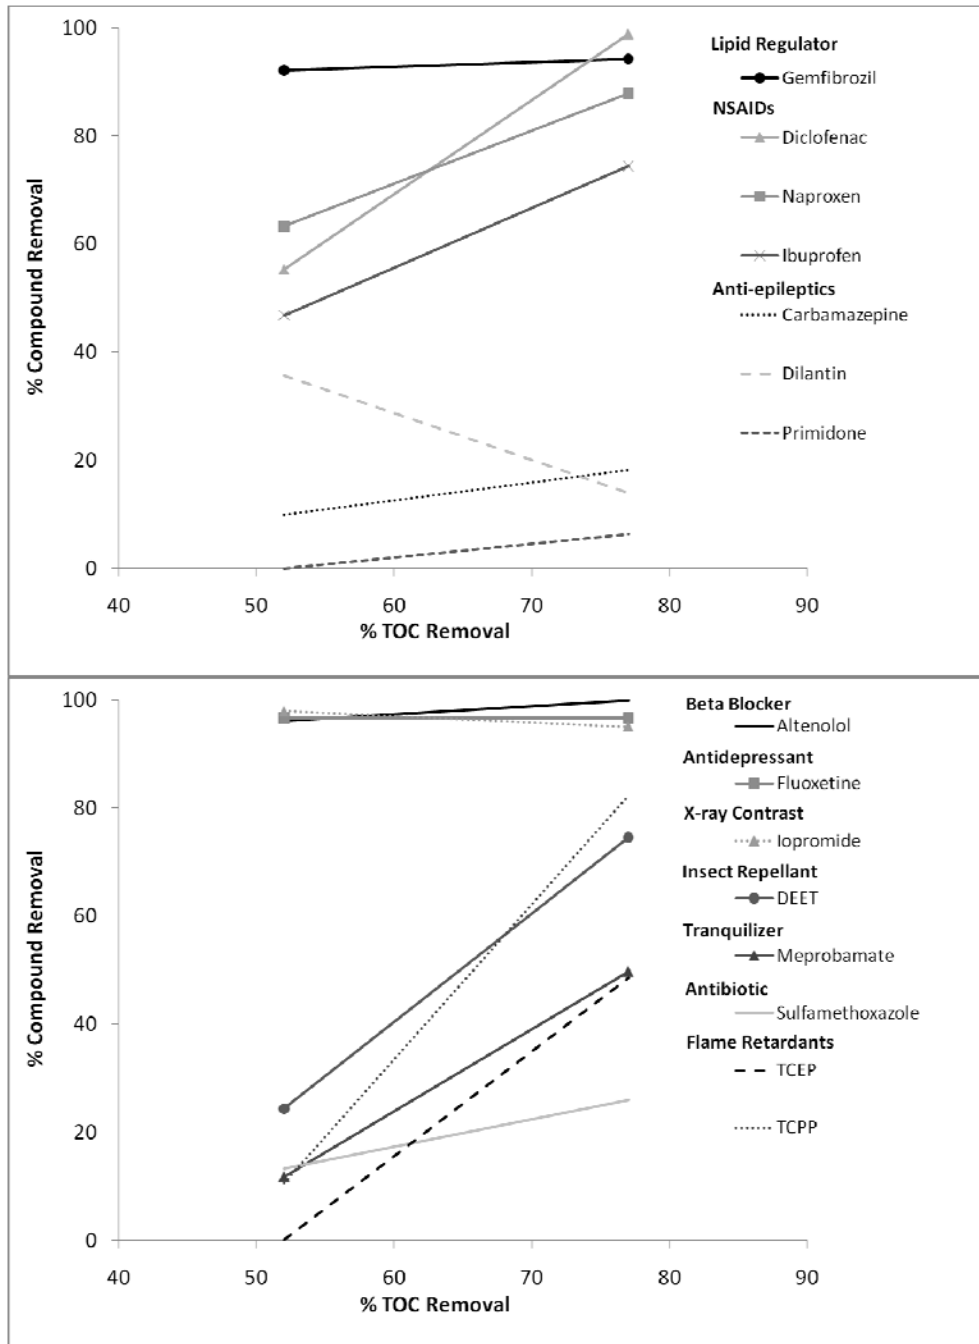 100
80
60
40
20
0
% Compound Removal
40 50 60 70 80 90
% TOC Removal
Lipid Regulator
Gemfibrozil
NSAIDs
Diclofenac
Naproxen
Ibuprofen
Anti-epileptics
Carbamazepine
Dilantin
Primidone
100
80
60
40
20
0
% Compound Removal
40 50 60 70 80 90
% TOC Removal
Beta Blocker
Altenolol
Antidepressant
Fluoxetine
X-ray Contrast
Iopromide
Insect Repellant
DEET
Tranquilizer
Meprobamate
Antibiotic
Sulfamethoxazole
Flame Retardants
TCEP
TCPP